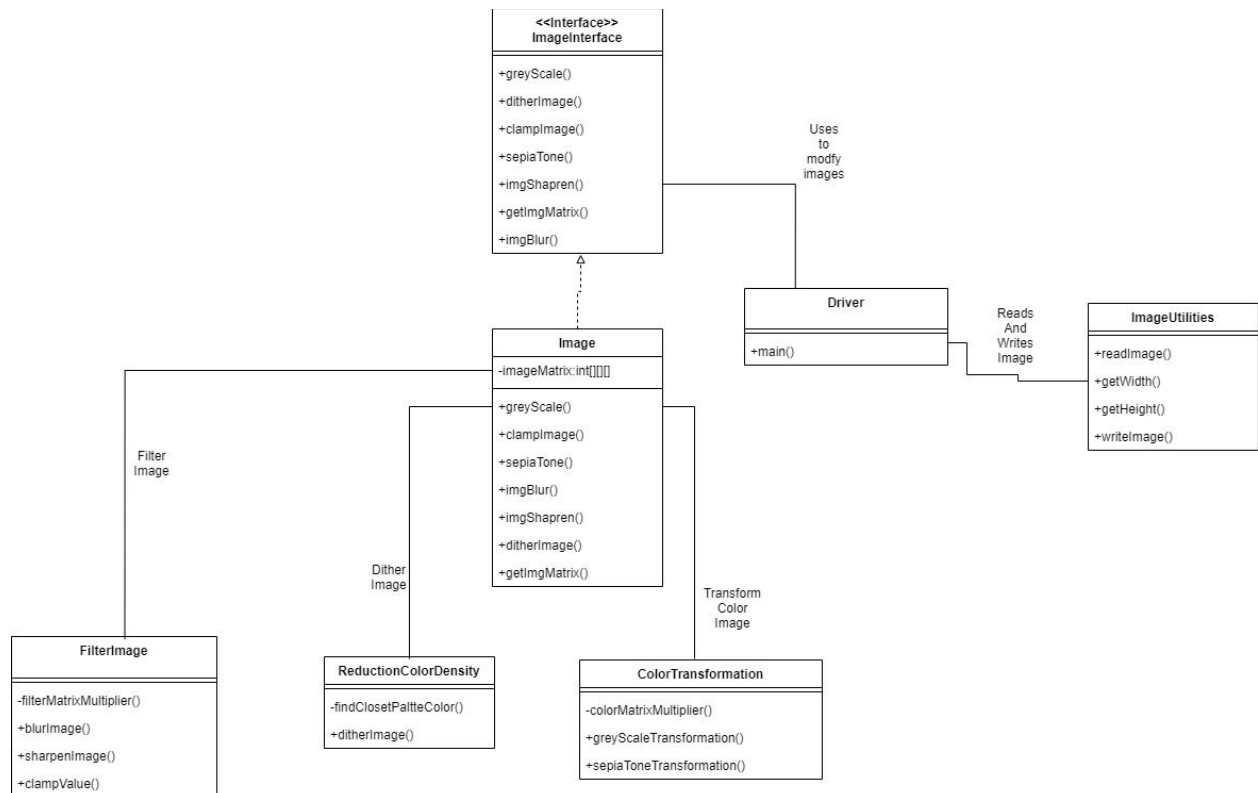 <<Interface>>
ImageInterface
+greyScale()
+ditherImage()
+clampImage()
+sepiaTone()
+imgShapren()
+getImgMatrix()
+imgBlur()
Uses
to
modfy
images
Driver
+main()
Reads
And
Writes
Image
ImageUtilities
+readImage()
+getWidth()
+getHeight()
+writeImage()
Image
-imageMatrix:int[][][]
+greyScale()
+clampImage()
+sepiaTone()
+imgBlur()
+imgShapren()
+ditherImage()
+getImgMatrix()
Filter
Image
Dither
Image
Transform
Color
Image
FilterImage
-filterMatrixMultiplier()
+blurImage()
+sharpenImage()
+clampValue()
ReductionColorDensity
-findClosetPaltteColor()
+ditherImage()
ColorTransformation
-colorMatrixMultiplier()
+greyScaleTransformation()
+sepiaToneTransformation()